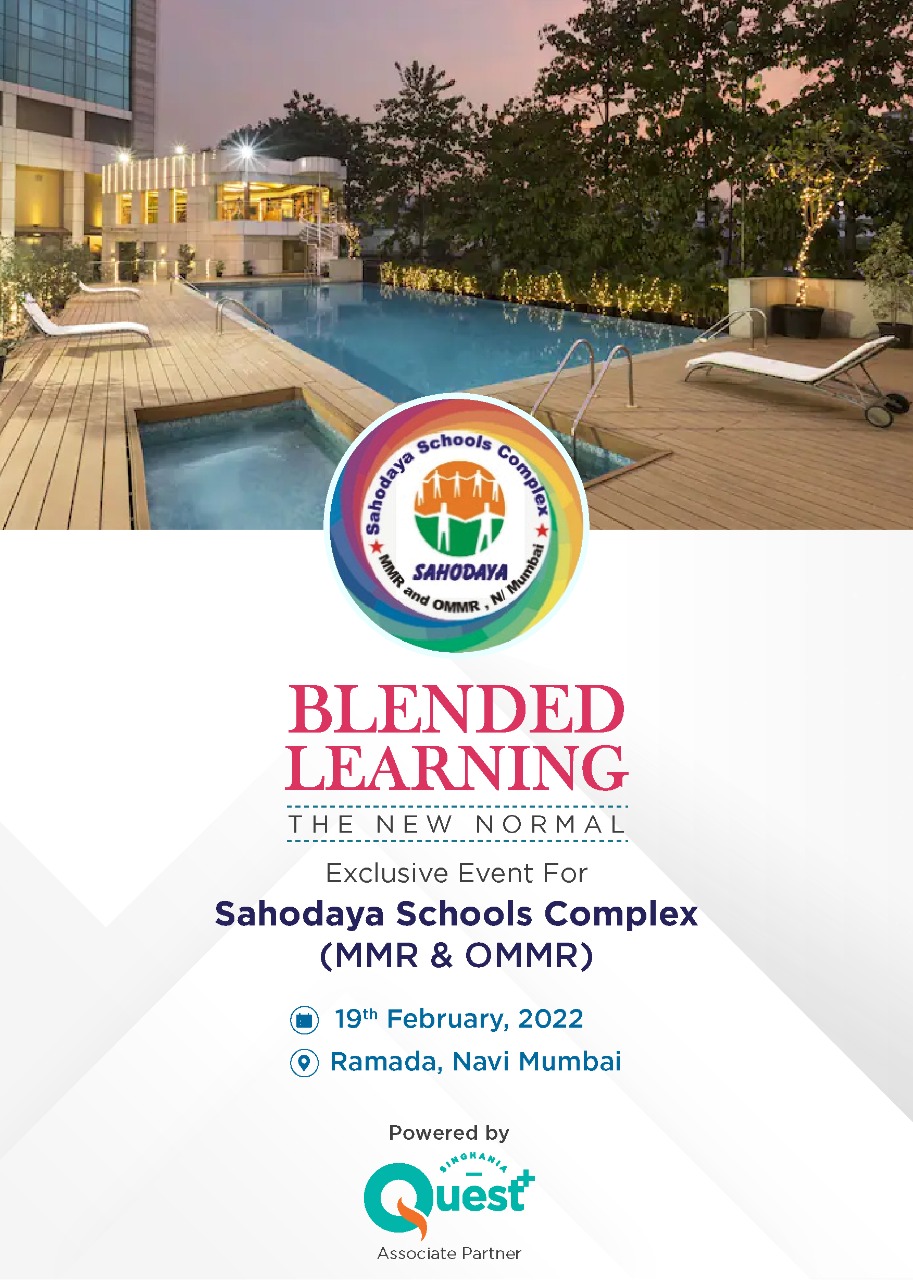 Sahodaya Schools Complex
SAHODAYA
MMR and OMMR , N/ Mumbai
BLENDED
LEARNING
THE NEW NORMAL
Exclusive Event For
Sahodaya Schools Complex
(MMR & OMMR)
19th February, 2022
Ramada, Navi Mumbai
Powered by
SINGHANIA
Quest+
Associate Partner